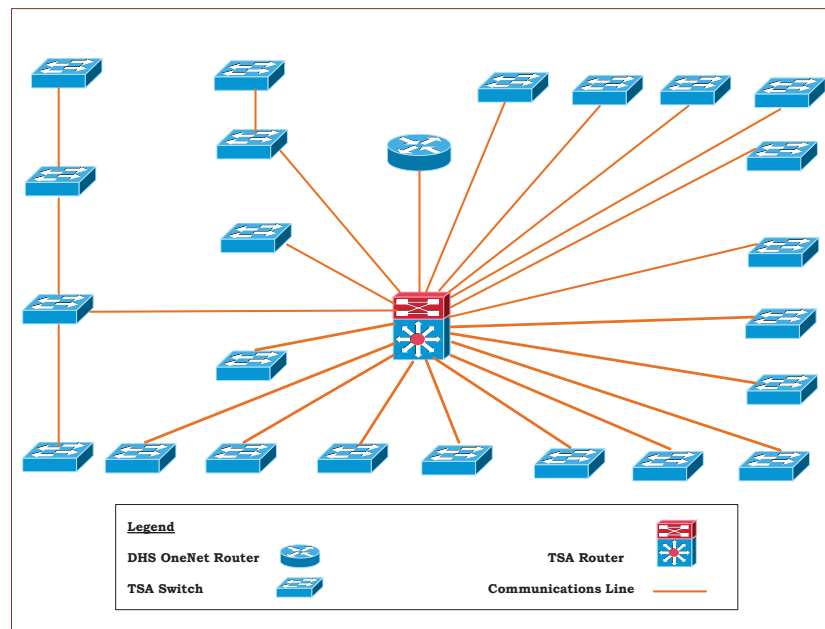 Legend
DHS OneNet Router
TSA Router
TSA Switch
Communications Line